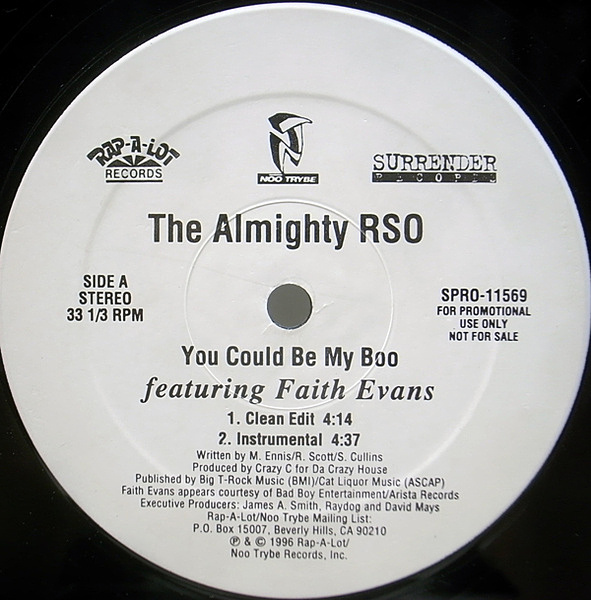 RAP-A-LOT
RECORDS
NOO TRYBE
SURRENDER
RECORDS
The Almighty RSO
SIDE A
STEREO
33 1/3 RPM
SPRO-11569
FOR PROMOTIONAL
USE ONLY
NOT FOR SALE
You Could Be My Boo
featuring Faith Evans
1. Clean Edit 4:14
2. Instrumental 4:37
Written by M. Ennis/R. Scott/S. Cullins
Produced by Crazy C for Da Crazy House
Published by Big T-Rock Music (BMI)/Cat Liquor Music (ASCAP)
Faith Evans appears courtesy of Bad Boy Entertainment/Arista Records
Executive Producers: James A. Smith, Raydog and David Mays
Rap-A-Lot/Noo Trybe Mailing List:
P.O. Box 15007, Beverly Hills, CA 90210
℗ & © 1996 Rap-A-Lot/
Noo Trybe Records, Inc.